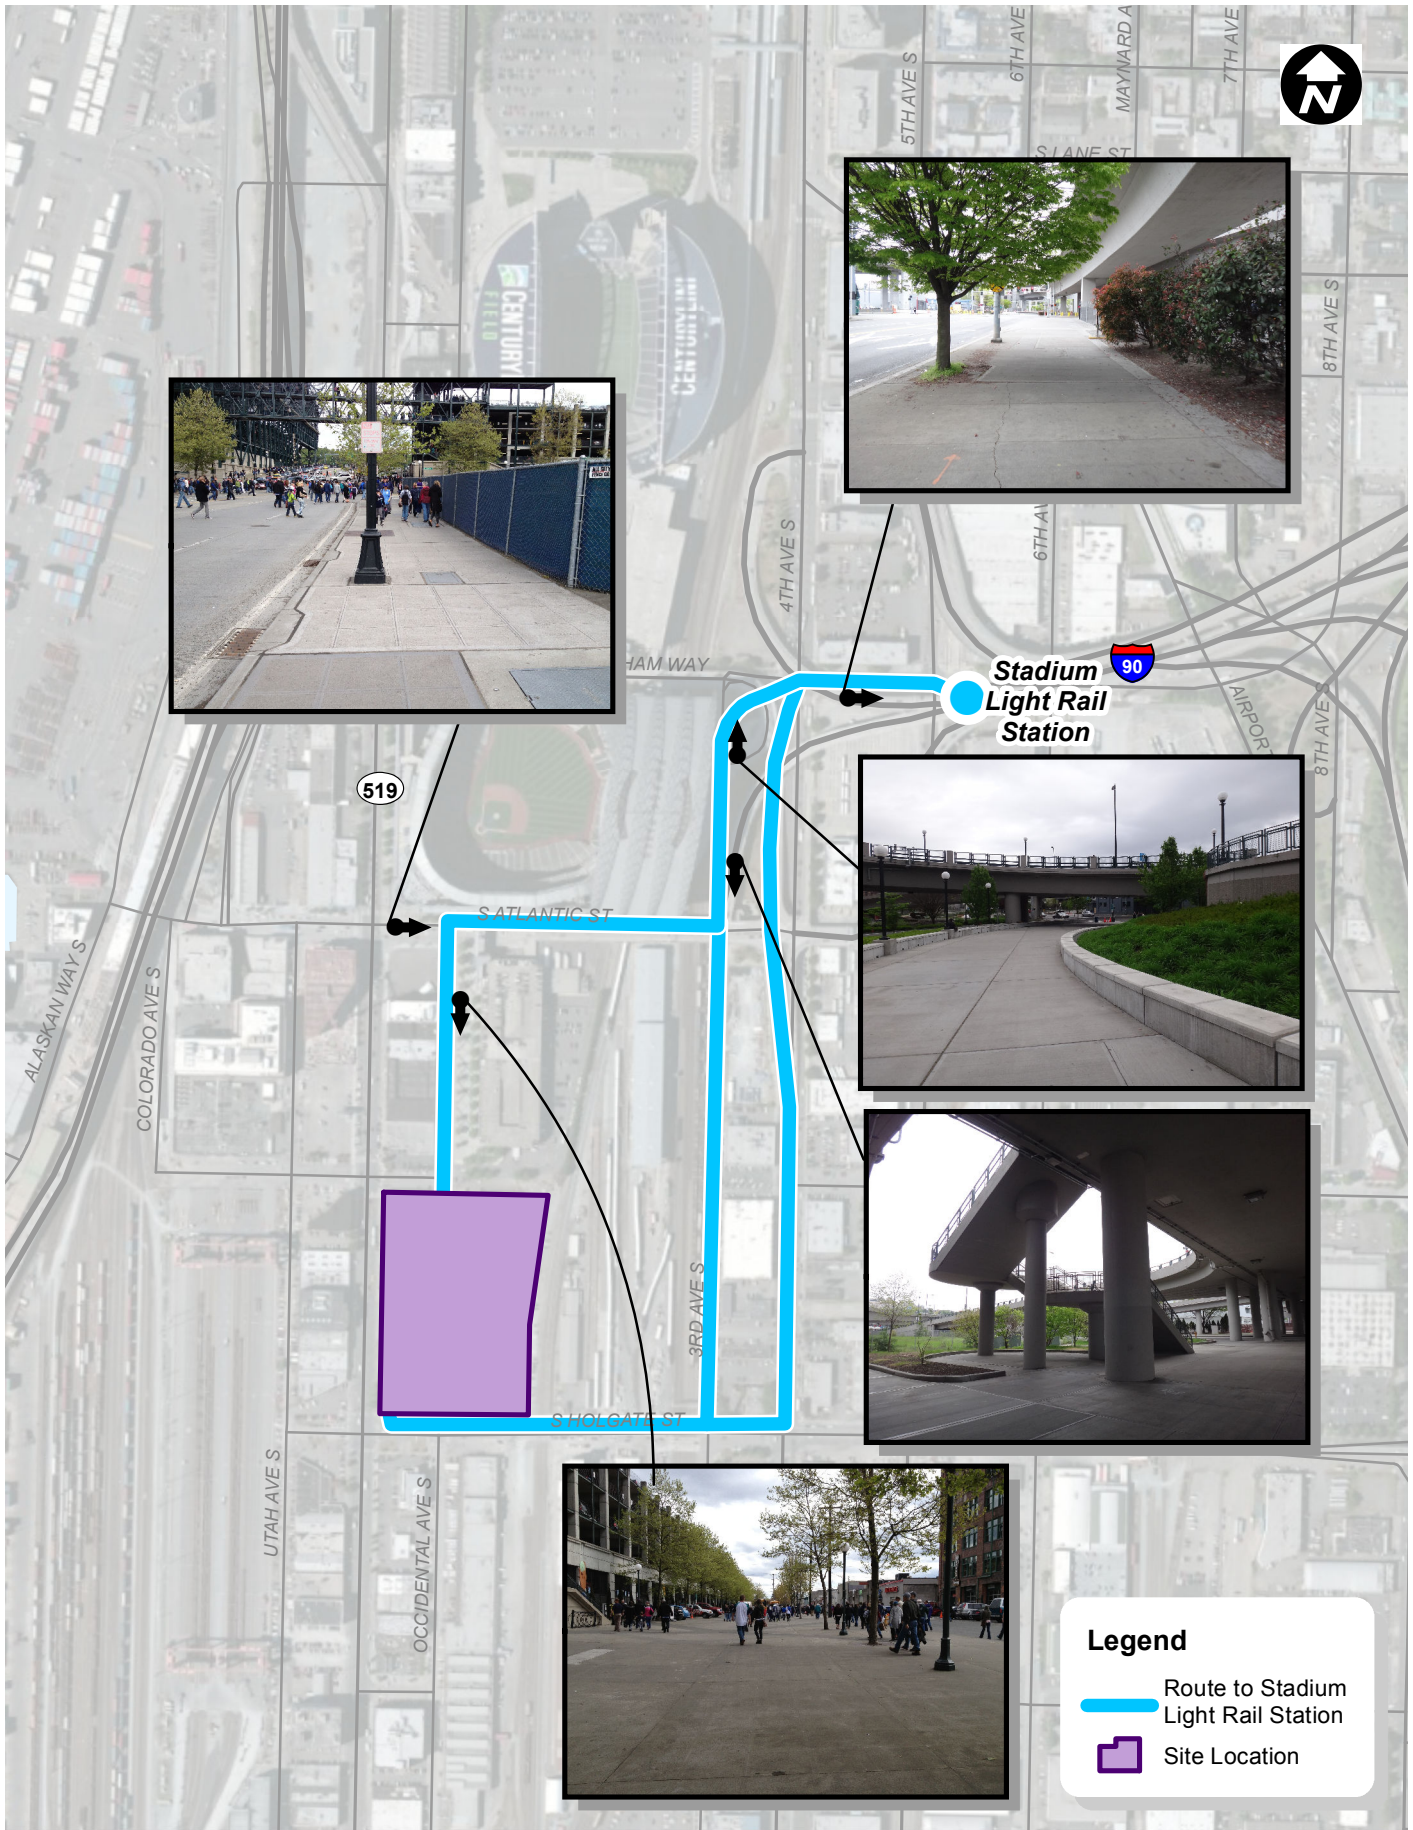 6TH AVE
MAYNARD A
7TH AVE
5TH AVE S
N
S LANE ST
8TH AVE S
CENTURYLINK
CENTURY
FIELD
4TH AVE S
6TH AV
HAM WAY
Stadium
Light Rail
Station
90
AIRPORT
8TH AVE S
519
S ATLANTIC ST
ALASKAN WAY S
COLORADO AVE S
3RD AVE S
S HOLGATE ST
UTAH AVE S
OCCIDENTAL AVE S
Legend
Route to Stadium
Light Rail Station
Site Location